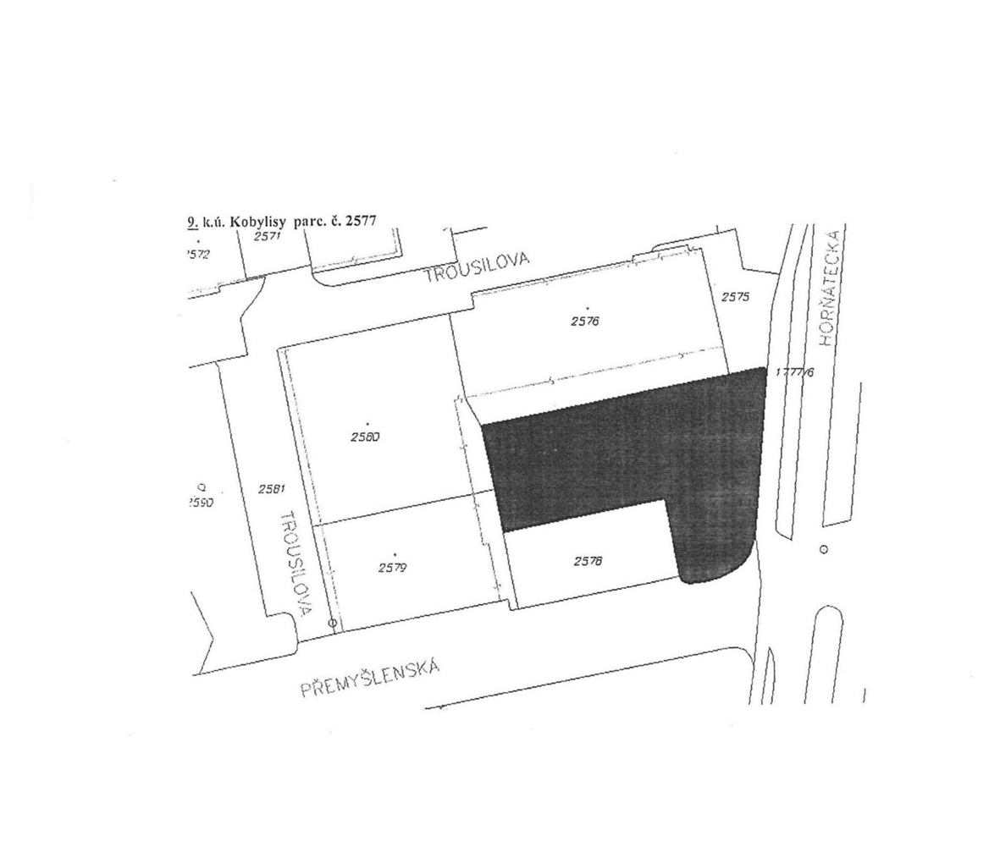 9. k.ú. Kobylisy parc. č. 2577
2571
2572
TROUSILOVA
HORŇATECKÁ
2575
2576
1777/6
2580
2581
2590
TROUSILOVA
2579
2578
PŘEMYŠLENSKÁ